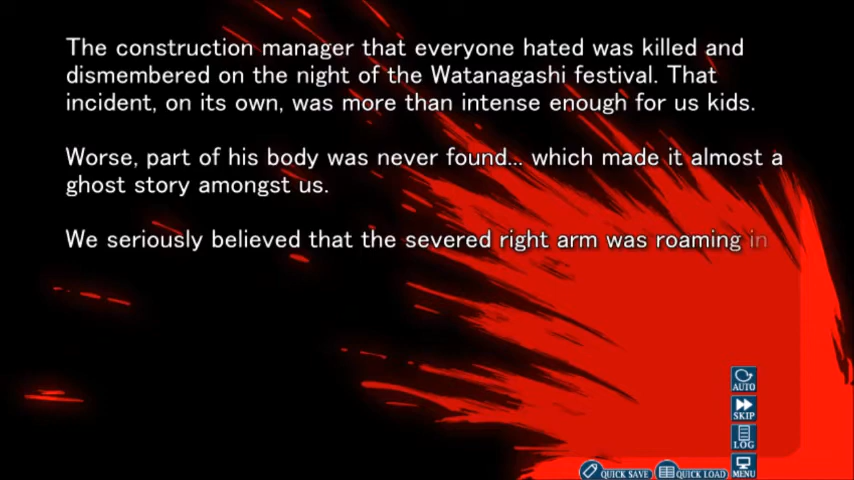 The construction manager that everyone hated was killed and
dismembered on the night of the Watanagashi festival. That
incident, on its own, was more than intense enough for us kids.
Worse, part of his body was never found... which made it almost a
ghost story amongst us.
We seriously believed that the severed right arm was roaming in
AUTO
SKIP
LOG
MENU
QUICK SAVE QUICK LOAD